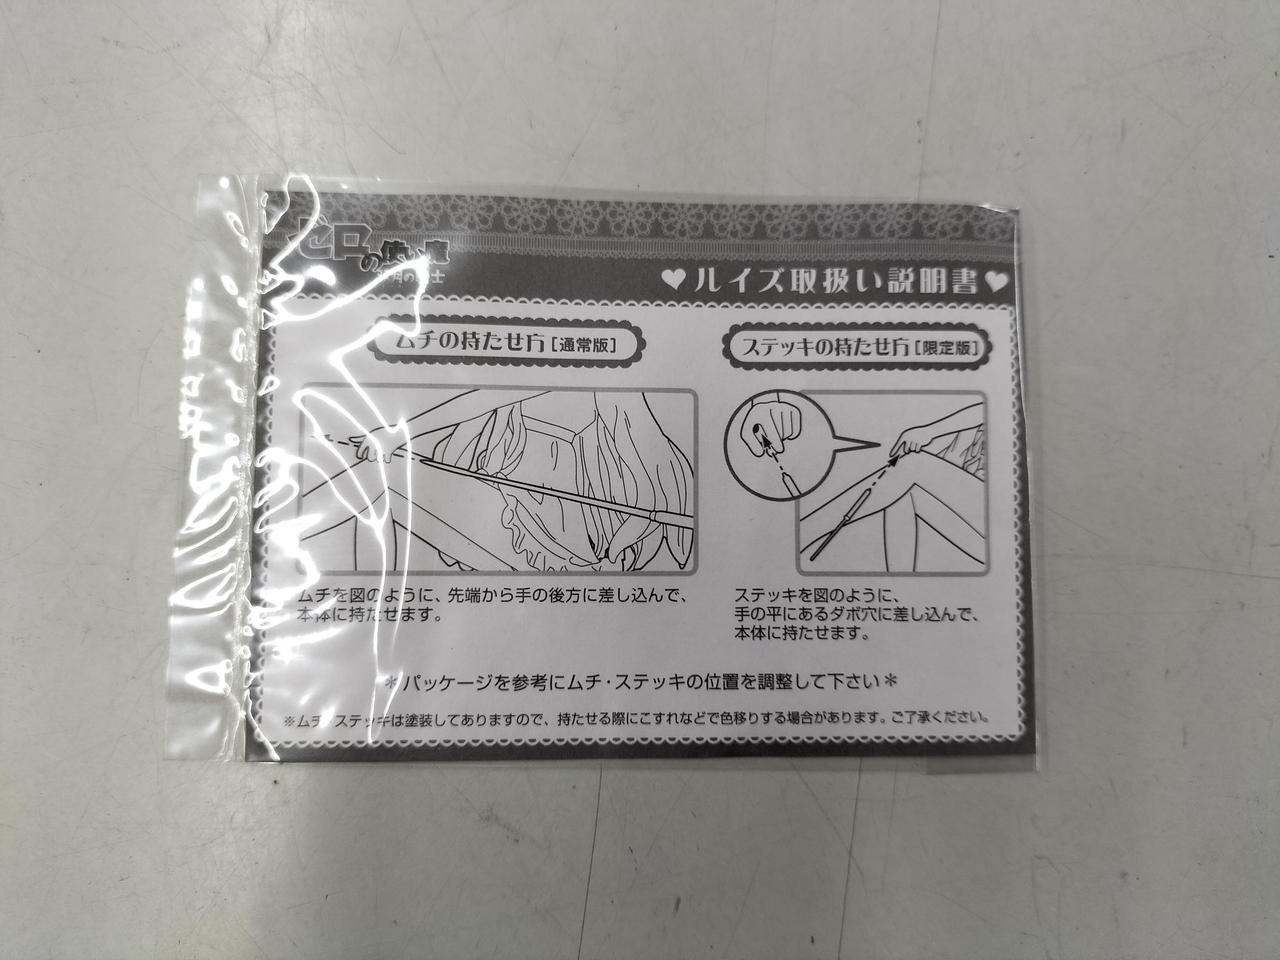 ゼロの使い魔
の騎士
♥ルイズ取扱い説明書♥
ムチの持たせ方[通常版]
ステッキの持たせ方[限定版]
ムチを図のように、先端から手の後方に差し込んで、
本体に持たせます。
ステッキを図のように、
手の平にあるダボ穴に差し込んで、
本体に持たせます。
＊パッケージを参考にムチ・ステッキの位置を調整して下さい＊
※ムチ・ステッキは塗装してありますので、持たせる際にこすれなどで色移りする場合があります。ご了承ください。